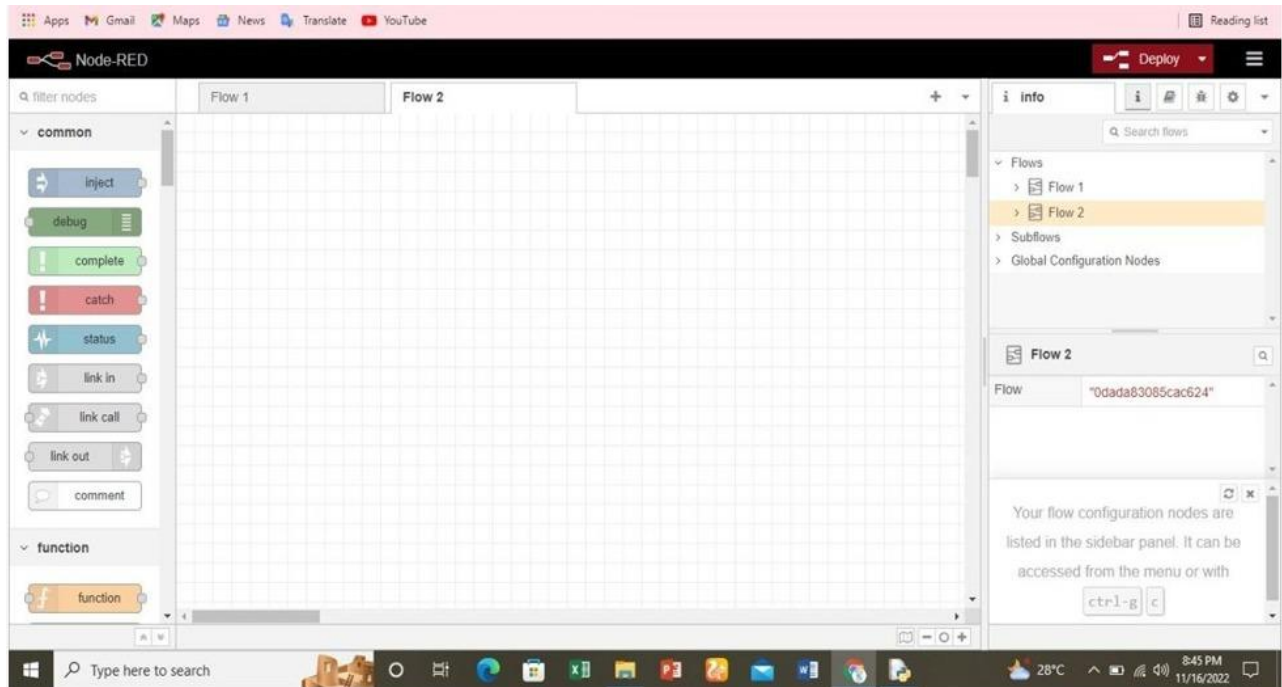 Apps Gmail Maps News Translate YouTube Reading list
Node-RED Deploy
filter nodes Flow 1 Flow 2 i info
common
Search flows
inject
debug
complete
catch
status
link in
link call
link out
comment
function
function
Flows
Flow 1
Flow 2
Subflows
Global Configuration Nodes
Flow 2
Flow "0dada83085cac624"
Your flow configuration nodes are
listed in the sidebar panel. It can be
accessed from the menu or with
ctrl-g c
Type here to search 28°C 8:45 PM
11/16/2022